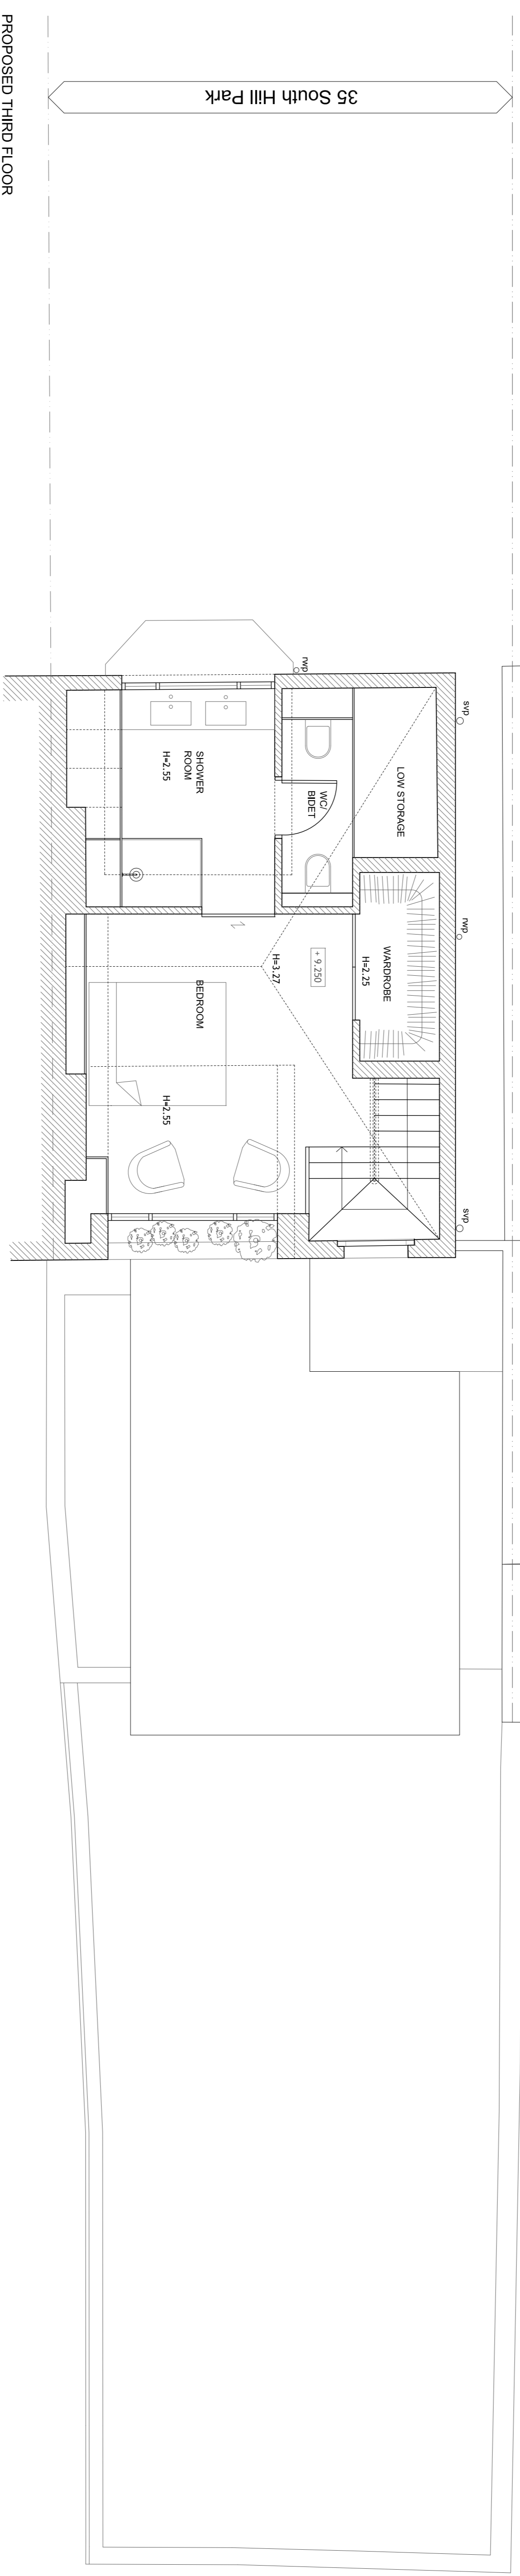 35 South Hill Park
rwp
svp
LOW STORAGE
WC/
BIDET
SHOWER
ROOM
H=2.55
rwp
WARDROBE
H=2.25
+ 9.250
H=3.27
BEDROOM
H=2.55
svp
PROPOSED THIRD FLOOR